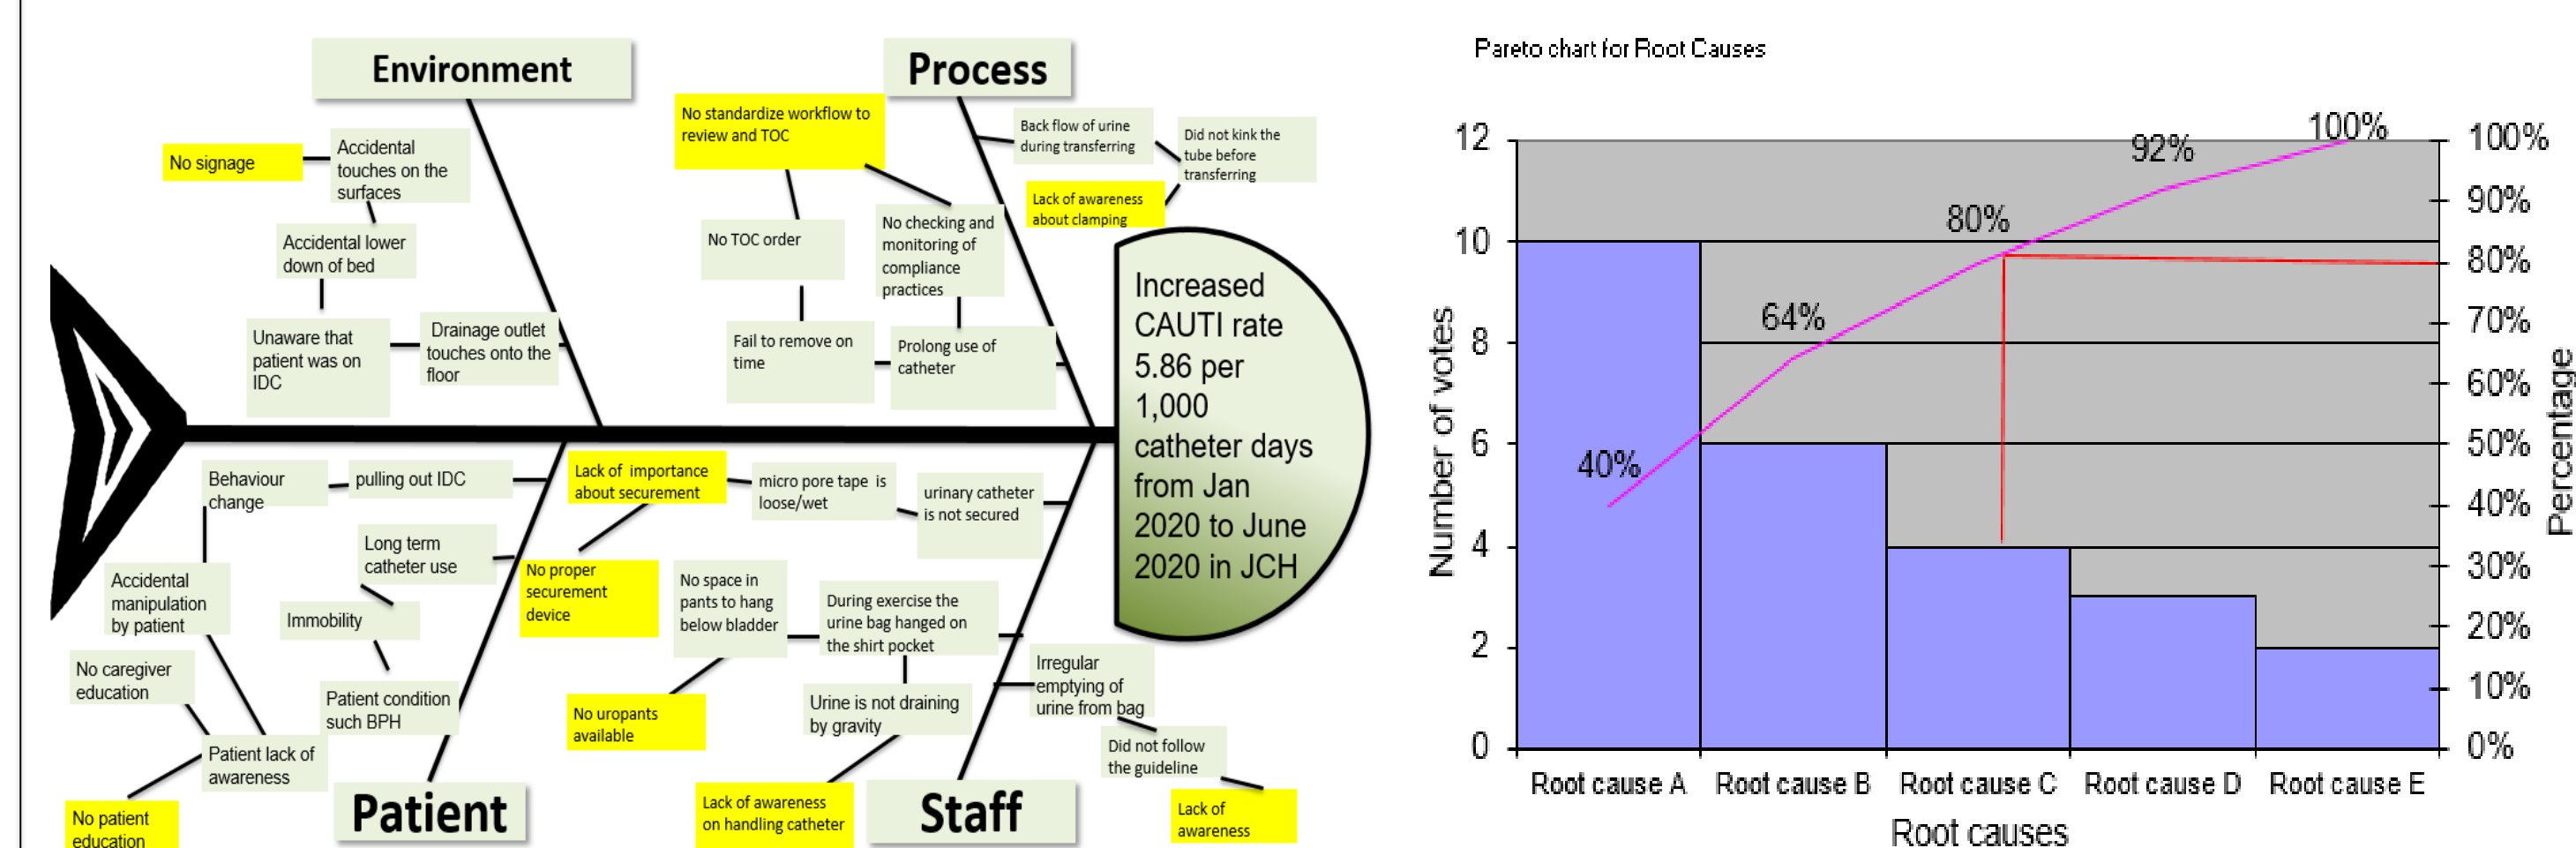 Environment
No signage
Accidental
touches on the
surfaces
Accidental lower
down of bed
Unaware that
patient was on
IDC
Drainage outlet
touches onto the
floor
Process
No standardize workflow to
review and TOC
Back flow of urine
during transferring
Did not kink the
tube before
transferring
Lack of awareness
about clamping
No TOC order
No checking and
monitoring of
compliance
practices
Fail to remove on
time
Prolong use of
catheter
Increased
CAUTI rate
5.86 per
1,000
catheter days
from Jan
2020 to June
2020 in JCH
Behaviour
change
pulling out IDC
Long term
catheter use
Accidental
manipulation
by patient
Immobility
No caregiver
education
Patient condition
such BPH
Patient lack of
awareness
No patient
education
Patient
Lack of importance
about securement
micro pore tape is
loose/wet
urinary catheter
is not secured
No proper
securement
device
No space in
pants to hang
below bladder
During exercise the
urine bag hanged on
the shirt pocket
Irregular
emptying of
urine from bag
No uropants
available
Urine is not draining
by gravity
Did not follow
the guideline
Lack of awareness
on handling catheter
Staff
Lack of
awareness
Pareto chart for Root Causes
12
10
8
6
4
2
0
Number of votes
40%
64%
80%
92%
100%
100%
90%
80%
70%
60%
50%
40%
30%
20%
10%
0%
Percentage
Root cause A
Root cause B
Root cause C
Root cause D
Root cause E
Root causes